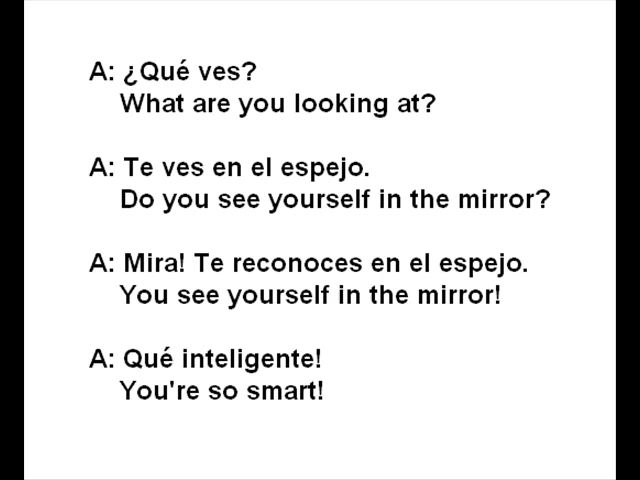 A: ¿Qué ves?
What are you looking at?
A: Te ves en el espejo.
Do you see yourself in the mirror?
A: Mira! Te reconoces en el espejo.
You see yourself in the mirror!
A: Qué inteligente!
You're so smart!